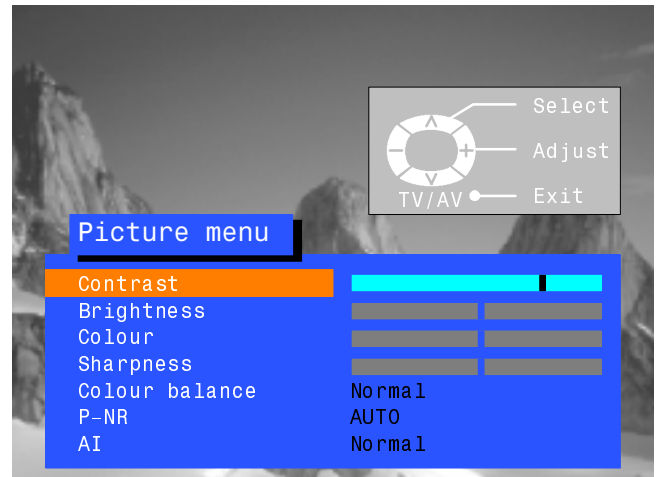 Select
Adjust
TV/AV Exit
Picture menu
Contrast
Brightness
Colour
Sharpness
Colour balance Normal
P-NR AUTO
AI Normal